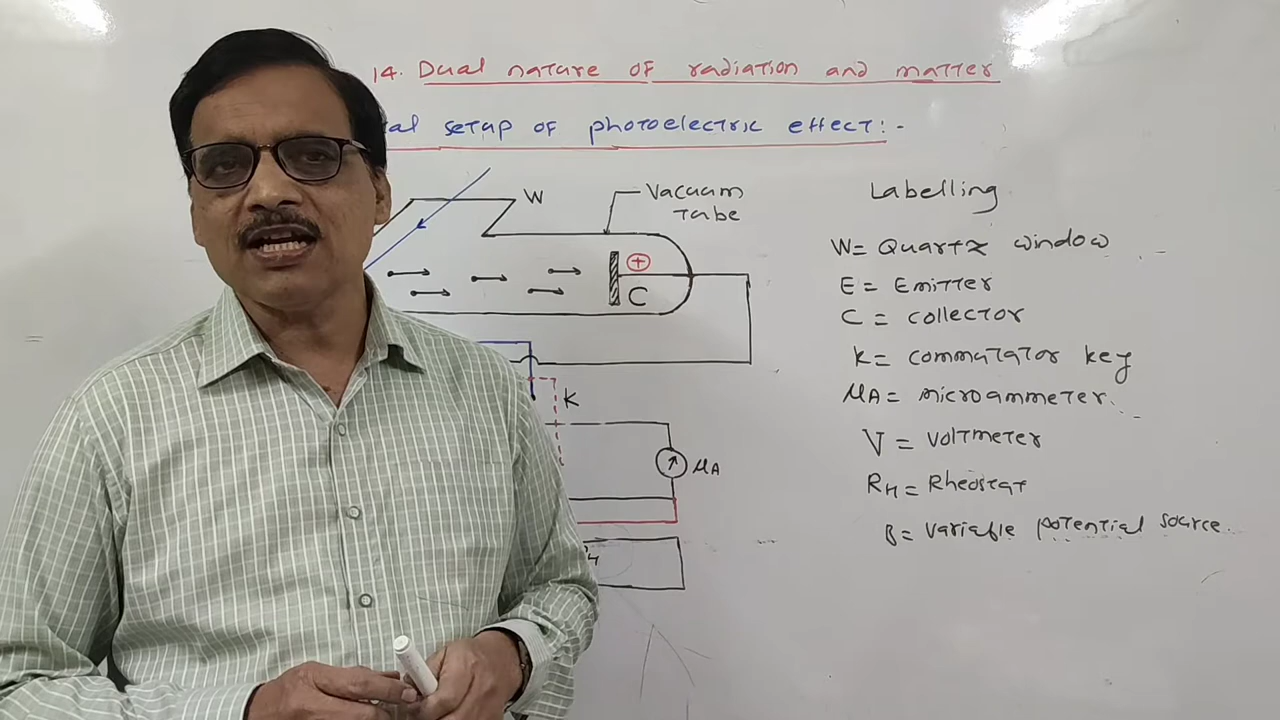 14. Dual nature of radiation and matter
al setup of photoelectric effect:-
W
Vacuum
tube
+
C
K
μA
Labelling
W= Quartz window
E = Emitter
C = collector
K= commutator key
μA = microammeter
V = voltmeter
RH = Rheostat
B = variable potential source.